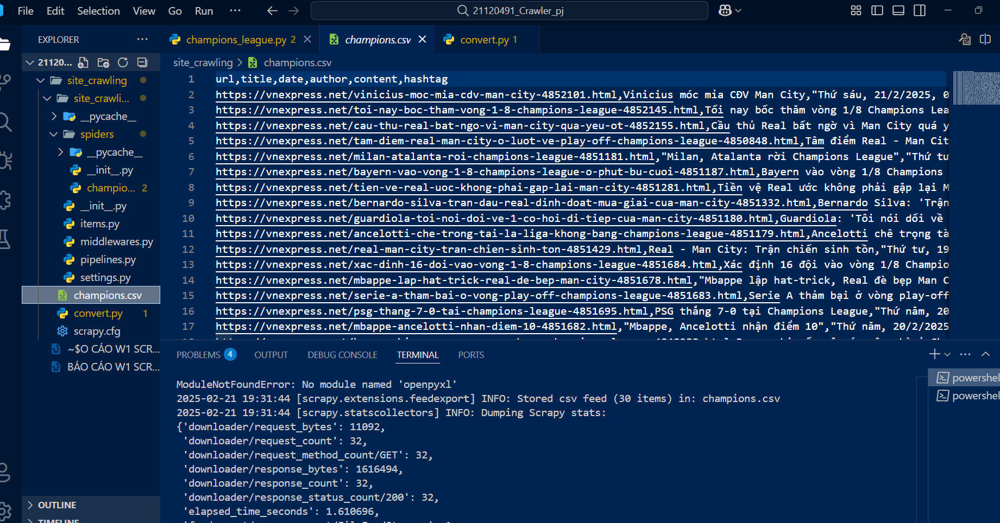 File Edit Selection View Go Run ···
21120491_Crawler_pj
EXPLORER ···
champions_league.py 2
champions.csv
convert.py 1
21120...
site_crawling > champions.csv
site_crawling
site_crawli...
__pycache__
spiders
__pycache__
__init__.py
champio... 2
__init__.py
items.py
middlewares.py
pipelines.py
settings.py
champions.csv
convert.py 1
scrapy.cfg
~$O CÁO W1 SCR...
BÁO CÁO W1 SCR...
OUTLINE
TIMELINE
1 url,title,date,author,content,hashtag
2 https://vnexpress.net/vinicius-moc-mia-cdv-man-city-4852101.html,Vinicius móc mỉa CĐV Man City,"Thứ sáu, 21/2/2025, 0
3 https://vnexpress.net/toi-nay-boc-tham-vong-1-8-champions-league-4852145.html,Tối nay bốc thăm vòng 1/8 Champions Lea
4 https://vnexpress.net/cau-thu-real-bat-ngo-vi-man-city-qua-yeu-ot-4852155.html,Cầu thủ Real bất ngờ vì Man City quá y
5 https://vnexpress.net/tam-diem-real-man-city-o-luot-ve-play-off-champions-league-4850848.html,Tâm điểm Real - Man Cit
6 https://vnexpress.net/milan-atalanta-roi-champions-league-4851181.html,"Milan, Atalanta rời Champions League","Thứ tư
7 https://vnexpress.net/bayern-vao-vong-1-8-champions-league-o-phut-bu-cuoi-4851187.html,Bayern vào vòng 1/8 Champions
8 https://vnexpress.net/tien-ve-real-uoc-khong-phai-gap-lai-man-city-4851281.html,Tiền vệ Real ước không phải gặp lại M
9 https://vnexpress.net/bernardo-silva-tran-dau-real-dinh-doat-mua-giai-cua-man-city-4851332.html,Bernardo Silva: 'Trận
10 https://vnexpress.net/guardiola-toi-noi-doi-ve-1-co-hoi-di-tiep-cua-man-city-4851180.html,Guardiola: 'Tôi nói dối về
11 https://vnexpress.net/ancelotti-che-trong-tai-la-liga-khong-bang-champions-league-4851179.html,Ancelotti chê trọng tà
12 https://vnexpress.net/real-man-city-tran-chien-sinh-ton-4851429.html,Real - Man City: Trận chiến sinh tồn,"Thứ tư, 19
13 https://vnexpress.net/xac-dinh-16-doi-vao-vong-1-8-champions-league-4851684.html,Xác định 16 đội vào vòng 1/8 Champio
14 https://vnexpress.net/mbappe-lap-hat-trick-real-de-bep-man-city-4851678.html,"Mbappe lập hat-trick, Real đè bẹp Man C
15 https://vnexpress.net/serie-a-tham-bai-o-vong-play-off-champions-league-4851683.html,Serie A thảm bại ở vòng play-off
16 https://vnexpress.net/psg-thang-7-0-tai-champions-league-4851695.html,PSG thắng 7-0 tại Champions League,"Thứ năm, 20
17 https://vnexpress.net/mbappe-ancelotti-nhan-diem-10-4851682.html,"Mbappe, Ancelotti nhận điểm 10","Thứ năm, 20/2/2025
PROBLEMS 4 OUTPUT DEBUG CONSOLE TERMINAL PORTS
ModuleNotFoundError: No module named 'openpyxl'
2025-02-21 19:31:44 [scrapy.extensions.feedexport] INFO: Stored csv feed (30 items) in: champions.csv
2025-02-21 19:31:44 [scrapy.statscollectors] INFO: Dumping Scrapy stats:
{'downloader/request_bytes': 11092,
'downloader/request_count': 32,
'downloader/request_method_count/GET': 32,
'downloader/response_bytes': 1616494,
'downloader/response_count': 32,
'downloader/response_status_count/200': 32,
'elapsed_time_seconds': 1.610696,
powershel
powershel